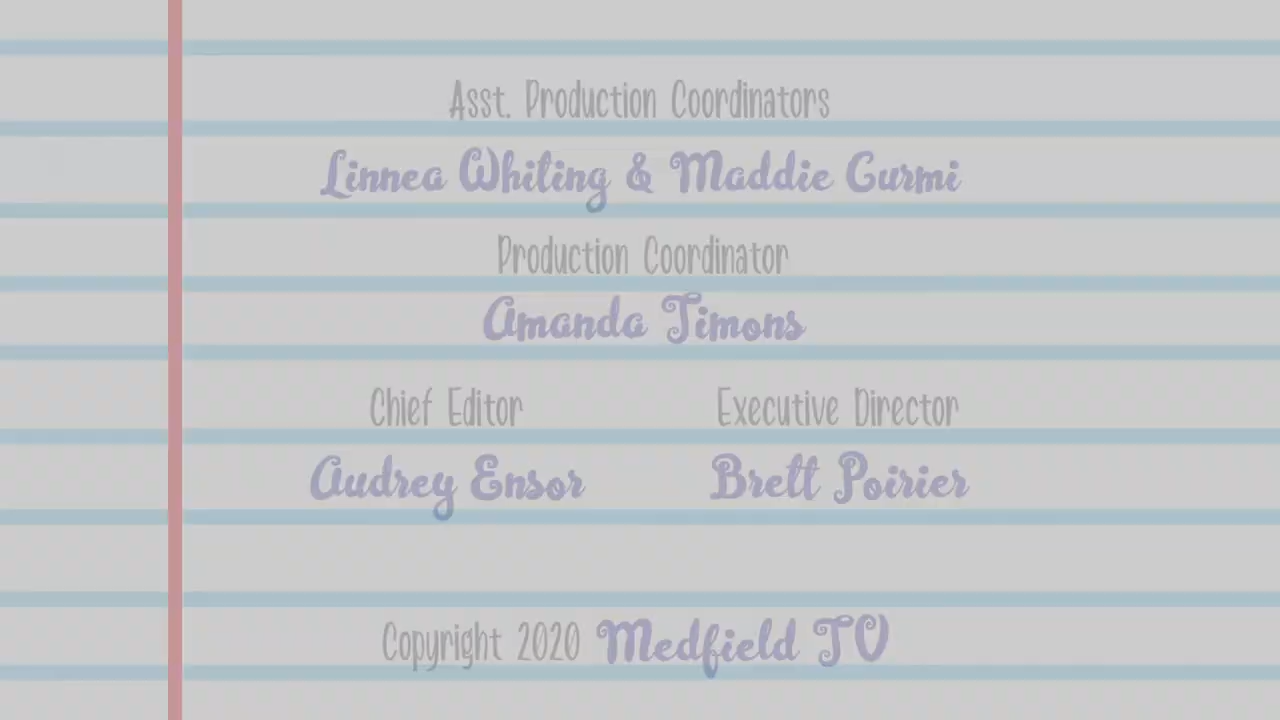 Asst. Production Coordinators
Linnea Whiting & Maddie Gurmi
Production Coordinator
Amanda Timons
Chief Editor Executive Director
Audrey Ensor Brett Poirier
Copyright 2020 Medfield TV